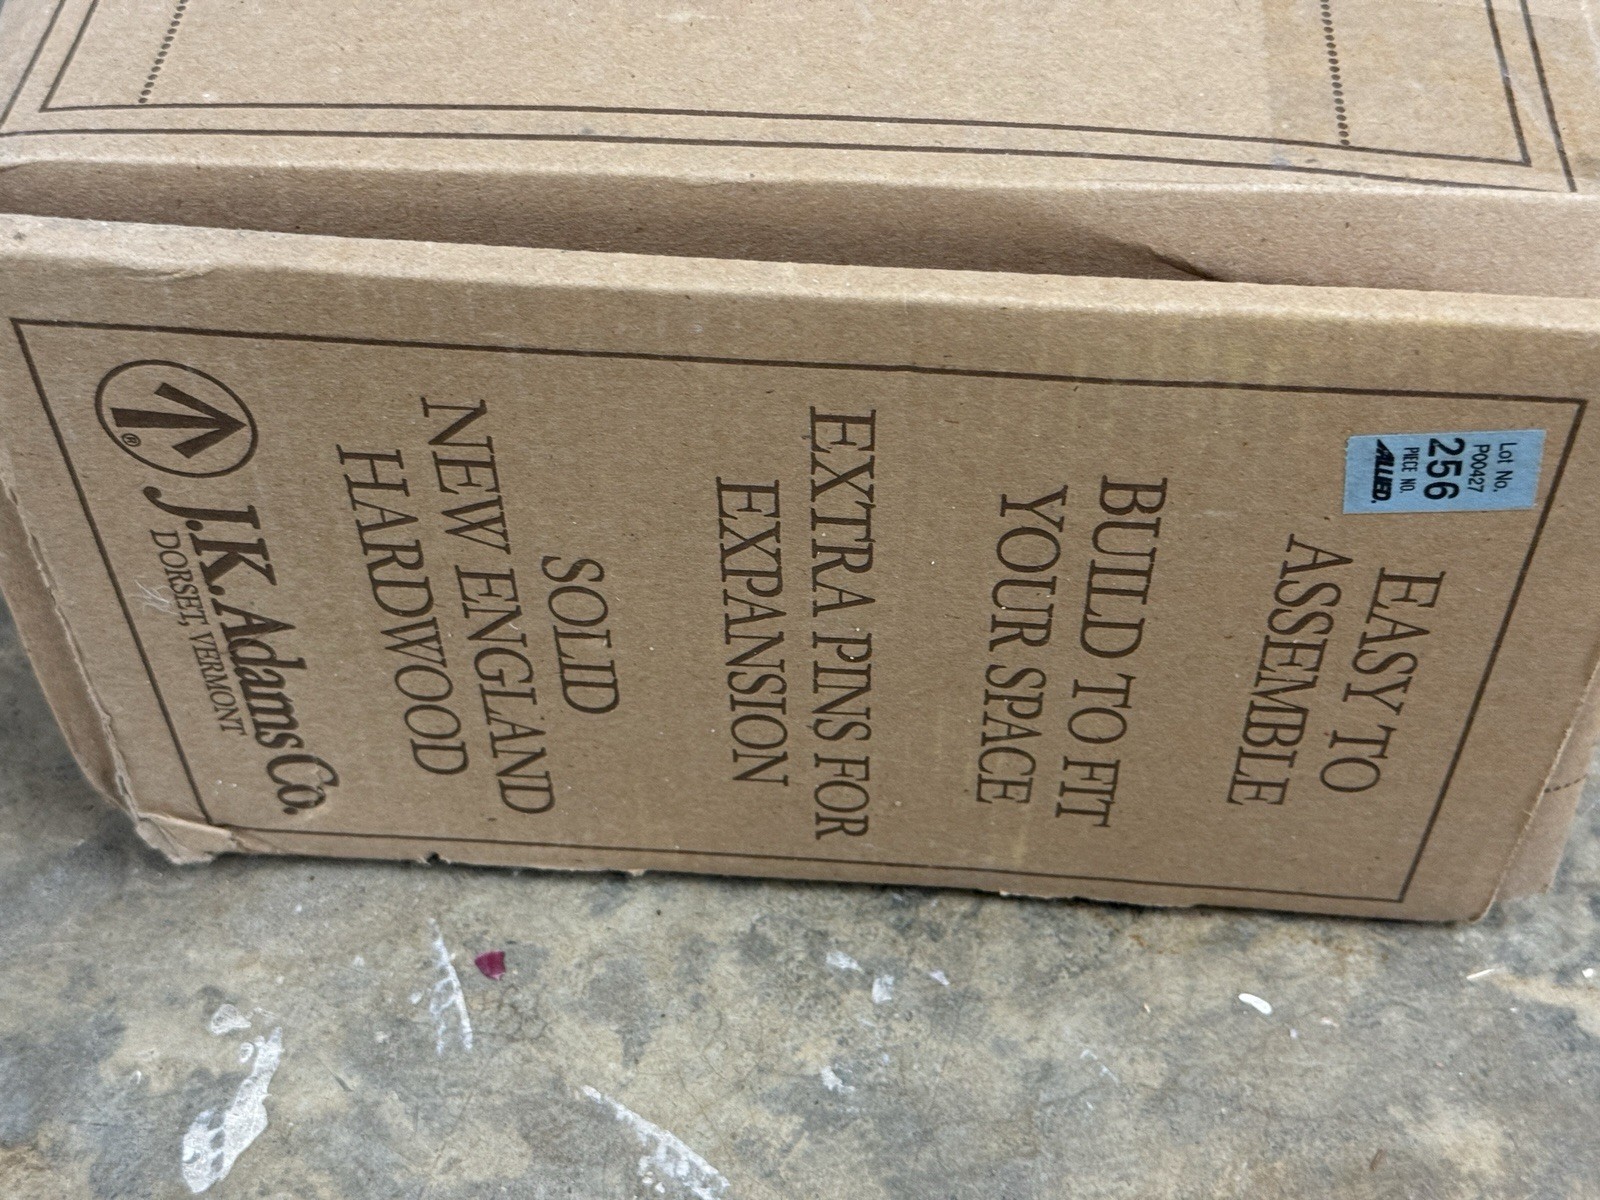 Lot No.
P00427
256
PIECE NO.
ALLIED®
EASY TO
ASSEMBLE
BUILD TO FIT
YOUR SPACE
EXTRA PINS FOR
EXPANSION
SOLID
NEW ENGLAND
HARDWOOD
®
J.K. Adams Co.
DORSET, VERMONT